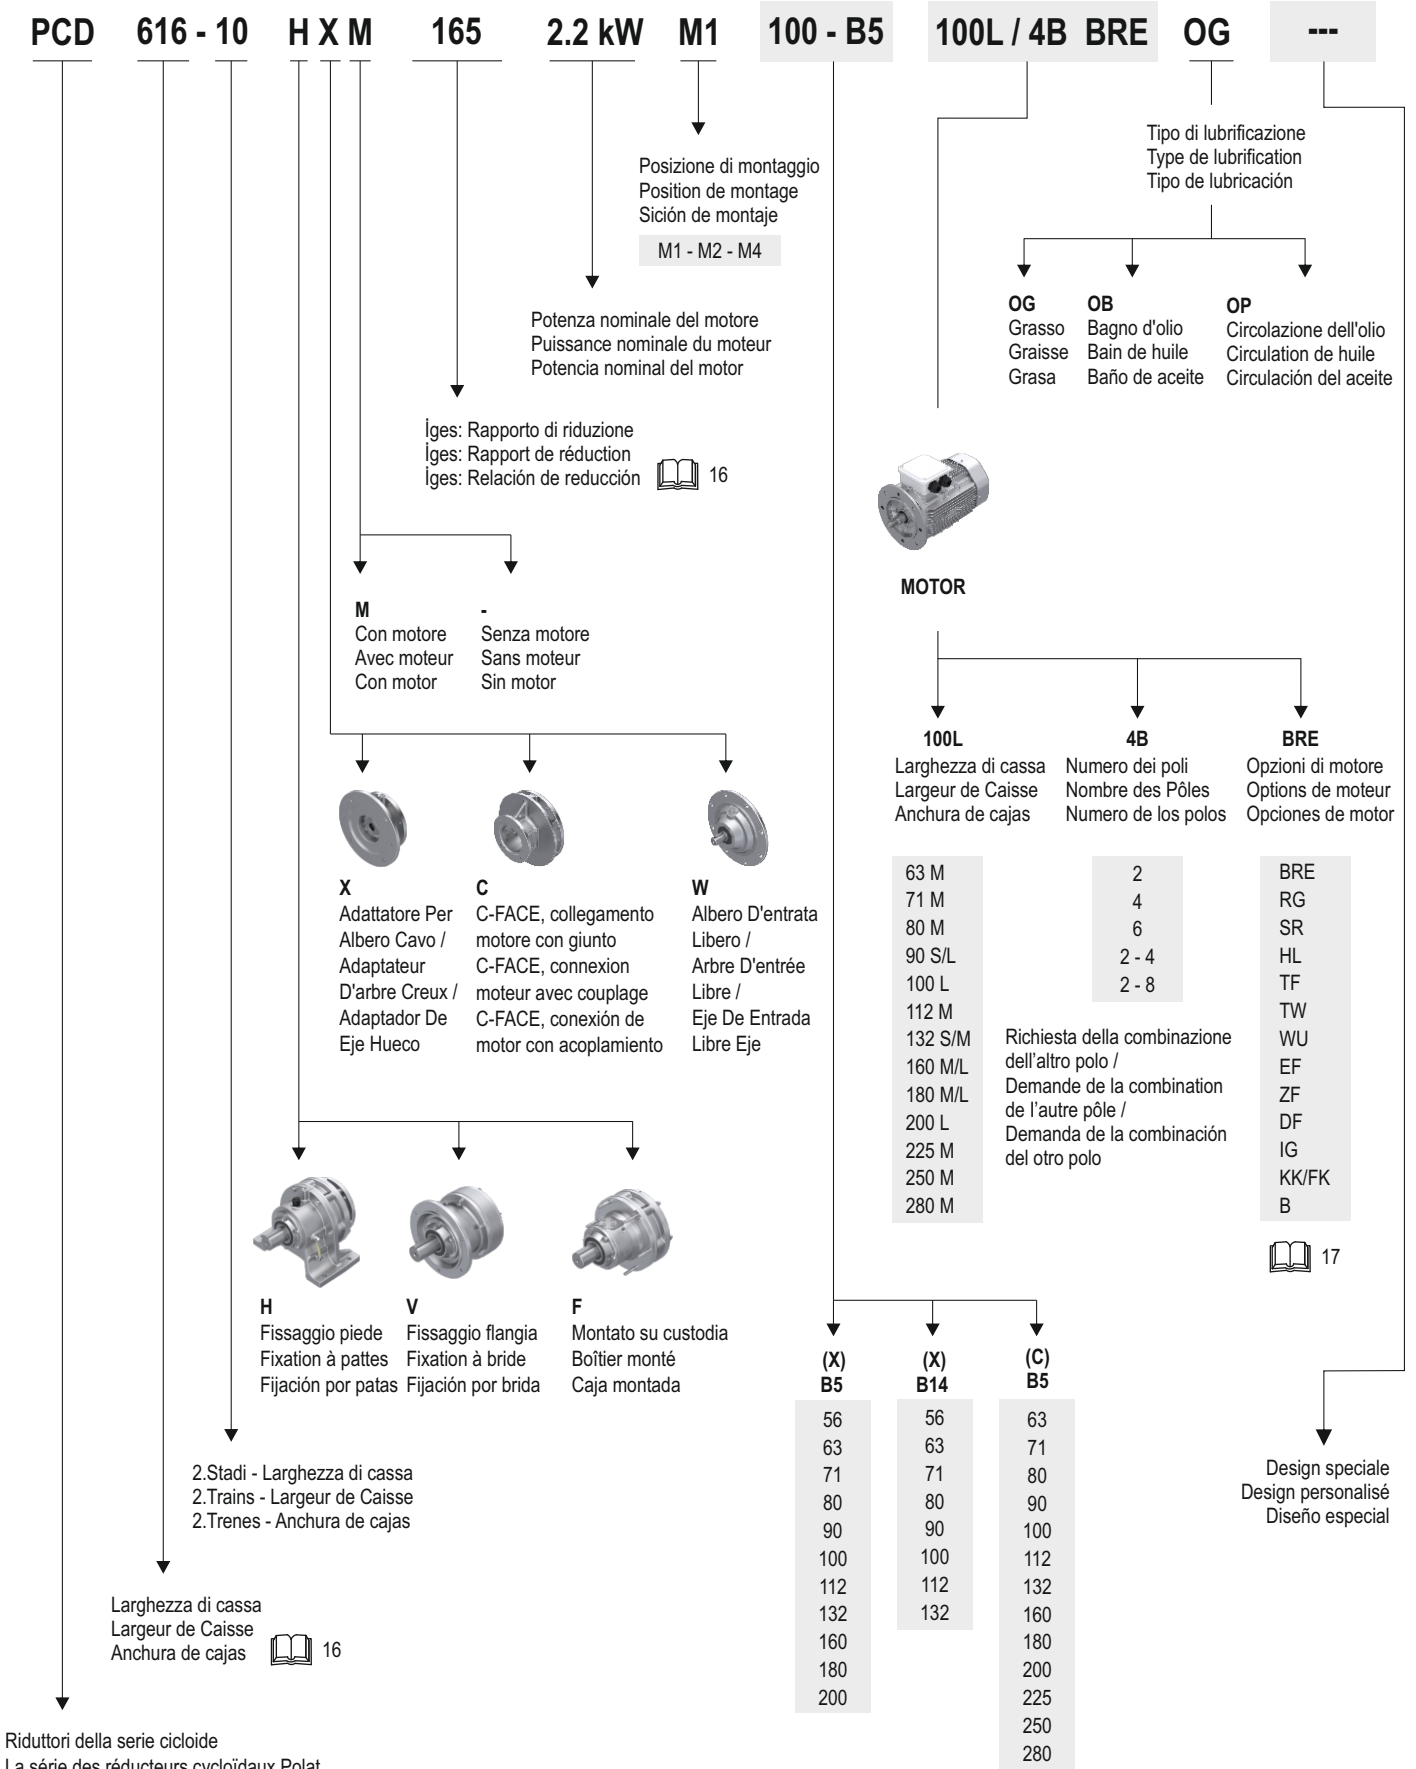 PCD 616 - 10 H X M 165 2.2 kW M1 100 - B5 100L / 4B BRE OG ---
Tipo di lubrificazione
Type de lubrification
Tipo de lubricación
Posizione di montaggio
Position de montage
Sición de montaje
M1 - M2 - M4
OG
Grasso
Graisse
Grasa
OB
Bagno d'olio
Bain de huile
Baño de aceite
OP
Circolazione dell'olio
Circulation de huile
Circulación del aceite
Potenza nominale del motore
Puissance nominale du moteur
Potencia nominal del motor
İges: Rapporto di riduzione
İges: Rapport de réduction
İges: Relación de reducción
16
MOTOR
M
Con motore
Avec moteur
Con motor
-
Senza motore
Sans moteur
Sin motor
100L
Larghezza di cassa
Largeur de Caisse
Anchura de cajas
63 M
71 M
80 M
90 S/L
100 L
112 M
132 S/M
160 M/L
180 M/L
200 L
225 M
250 M
280 M
4B
Numero dei poli
Nombre des Pôles
Numero de los polos
2
4
6
2 - 4
2 - 8
Richiesta della combinazione
dell'altro polo /
Demande de la combination
de l'autre pôle /
Demanda de la combinación
del otro polo
BRE
Opzioni di motore
Options de moteur
Opciones de motor
BRE
RG
SR
HL
TF
TW
WU
EF
ZF
DF
IG
KK/FK
B
17
X
Adattatore Per
Albero Cavo /
Adaptateur
D'arbre Creux /
Adaptador De
Eje Hueco
C
C-FACE, collegamento
motore con giunto
C-FACE, connexion
moteur avec couplage
C-FACE, conexión de
motor con acoplamiento
W
Albero D'entrata
Libero /
Arbre D'entrée
Libre /
Eje De Entrada
Libre Eje
H
Fissaggio piede
Fixation à pattes
Fijación por patas
V
Fissaggio flangia
Fixation à bride
Fijación por brida
F
Montato su custodia
Boîtier monté
Caja montada
(X)
B5
56
63
71
80
90
100
112
132
160
180
200
(X)
B14
56
63
71
80
90
100
112
132
(C)
B5
63
71
80
90
100
112
132
160
180
200
225
250
280
Design speciale
Design personalisé
Diseño especial
2.Stadi - Larghezza di cassa
2.Trains - Largeur de Caisse
2.Trenes - Anchura de cajas
Larghezza di cassa
Largeur de Caisse
Anchura de cajas
16
Riduttori della serie cicloide
La série des réducteurs cycloïdaux Polat